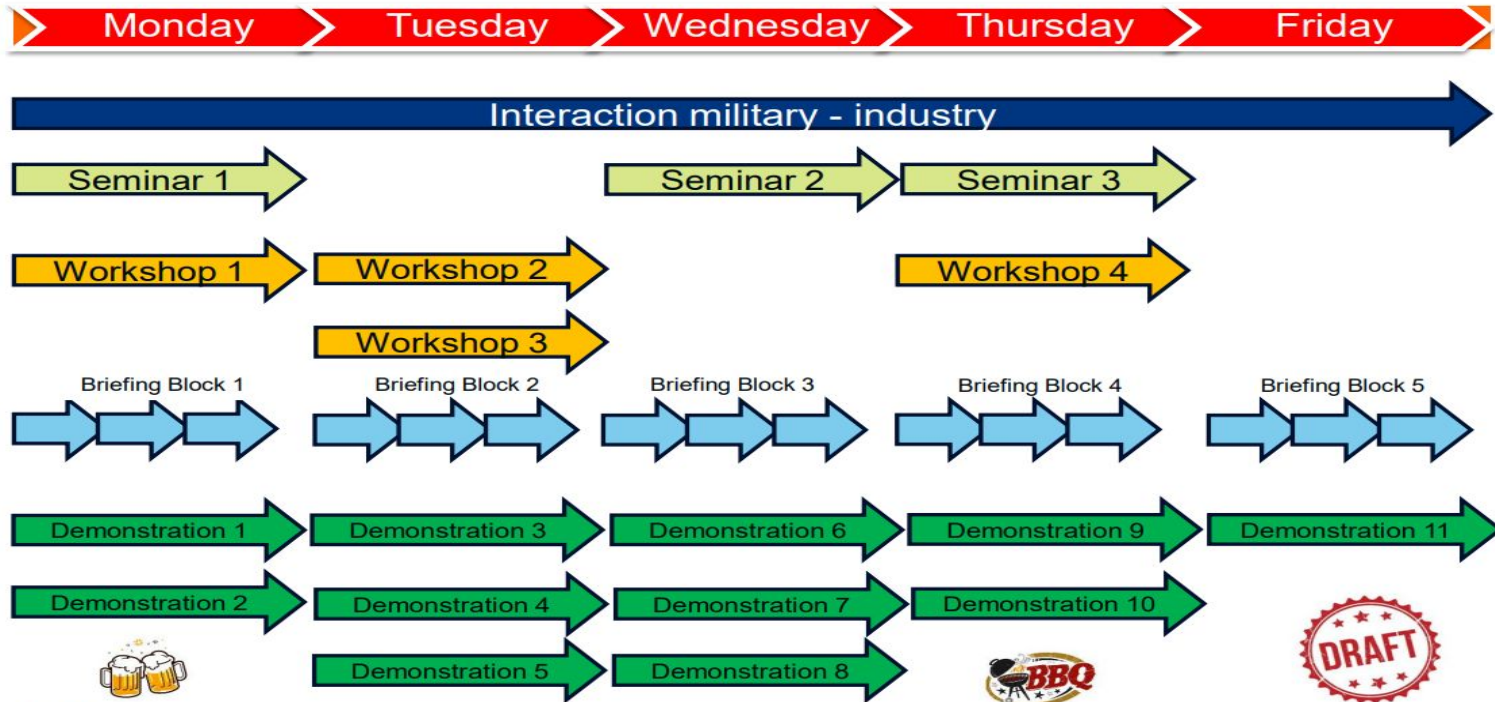 Monday Tuesday Wednesday Thursday Friday
Interaction military - industry
Seminar 1 Seminar 2 Seminar 3
Workshop 1 Workshop 2 Workshop 4
Workshop 3
Briefing Block 1 Briefing Block 2 Briefing Block 3 Briefing Block 4 Briefing Block 5
Demonstration 1 Demonstration 3 Demonstration 6 Demonstration 9 Demonstration 11
Demonstration 2 Demonstration 4 Demonstration 7 Demonstration 10
Demonstration 5 Demonstration 8
BBQ
DRAFT